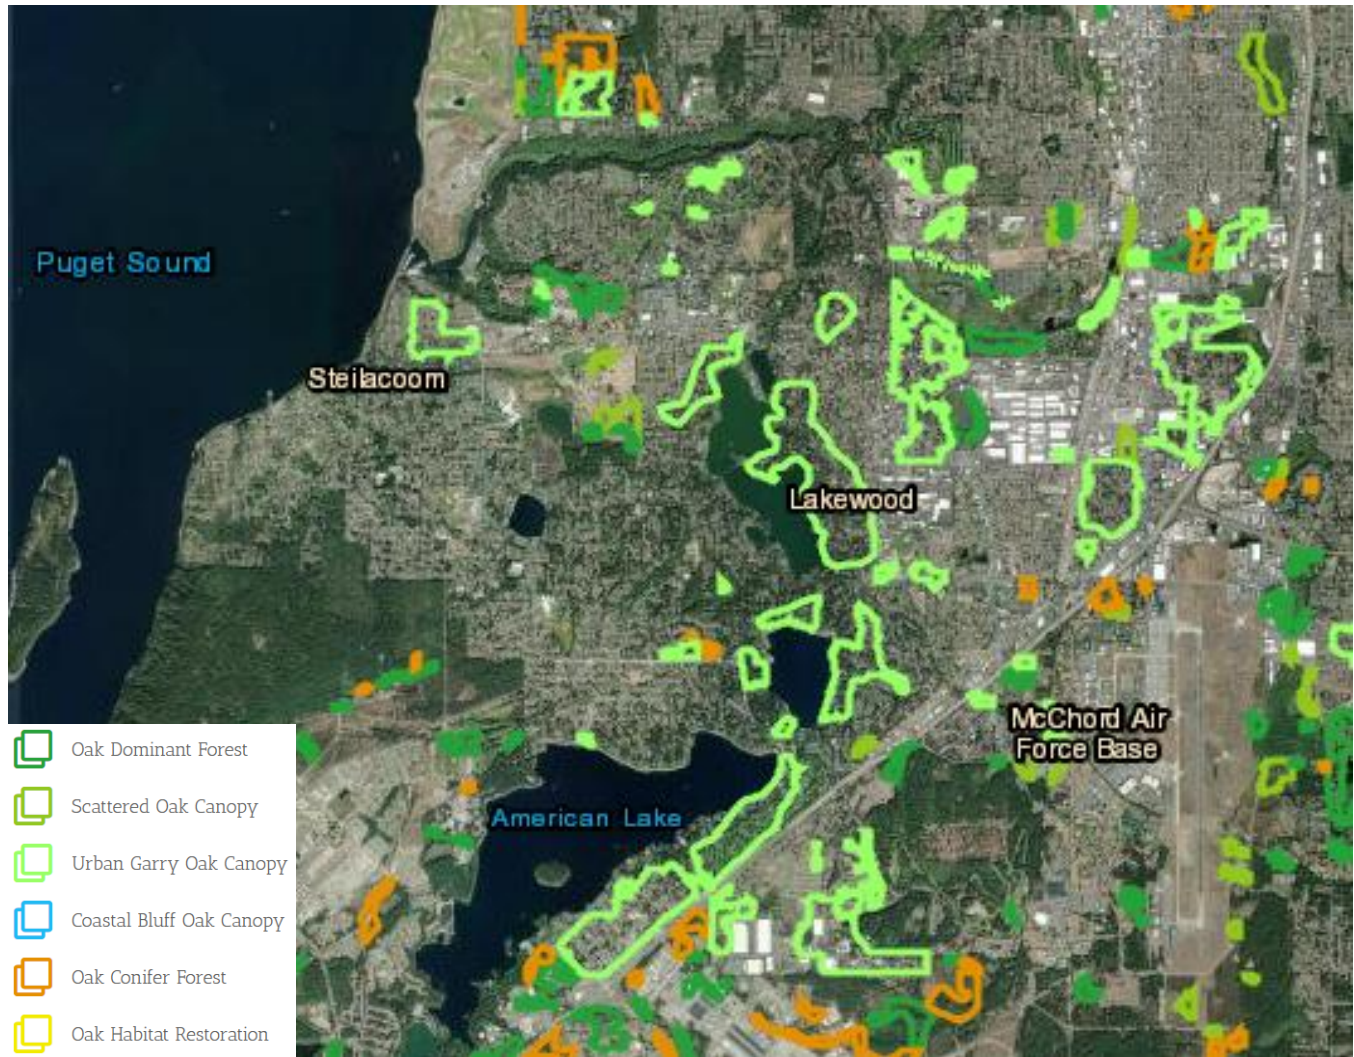 Puget Sound
Steilacoom
Lakewood
McChord Air
Force Base
American Lake
Oak Dominant Forest
Scattered Oak Canopy
Urban Garry Oak Canopy
Coastal Bluff Oak Canopy
Oak Conifer Forest
Oak Habitat Restoration